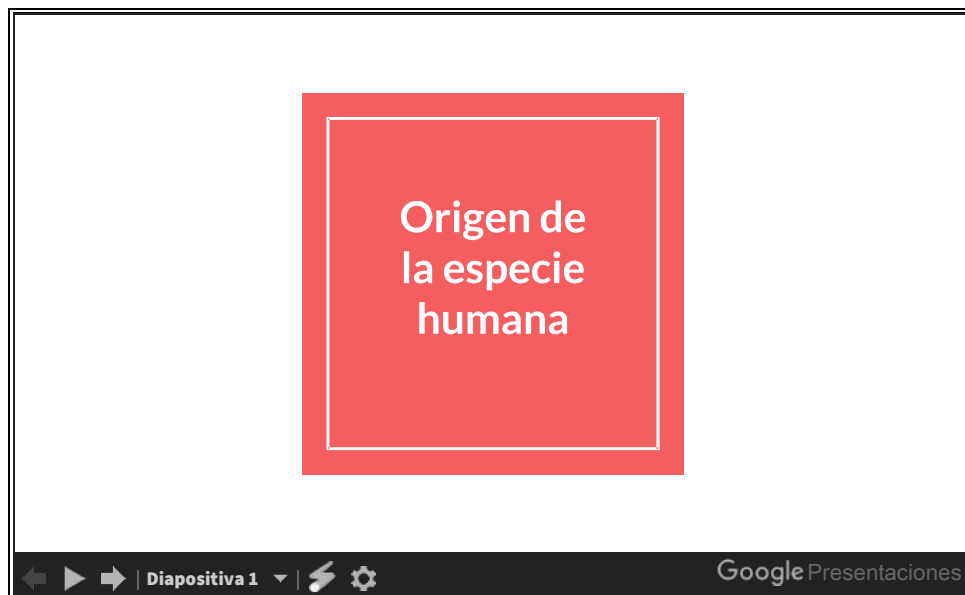 Origen de
la especie
humana
Diapositiva 1
Google Presentaciones